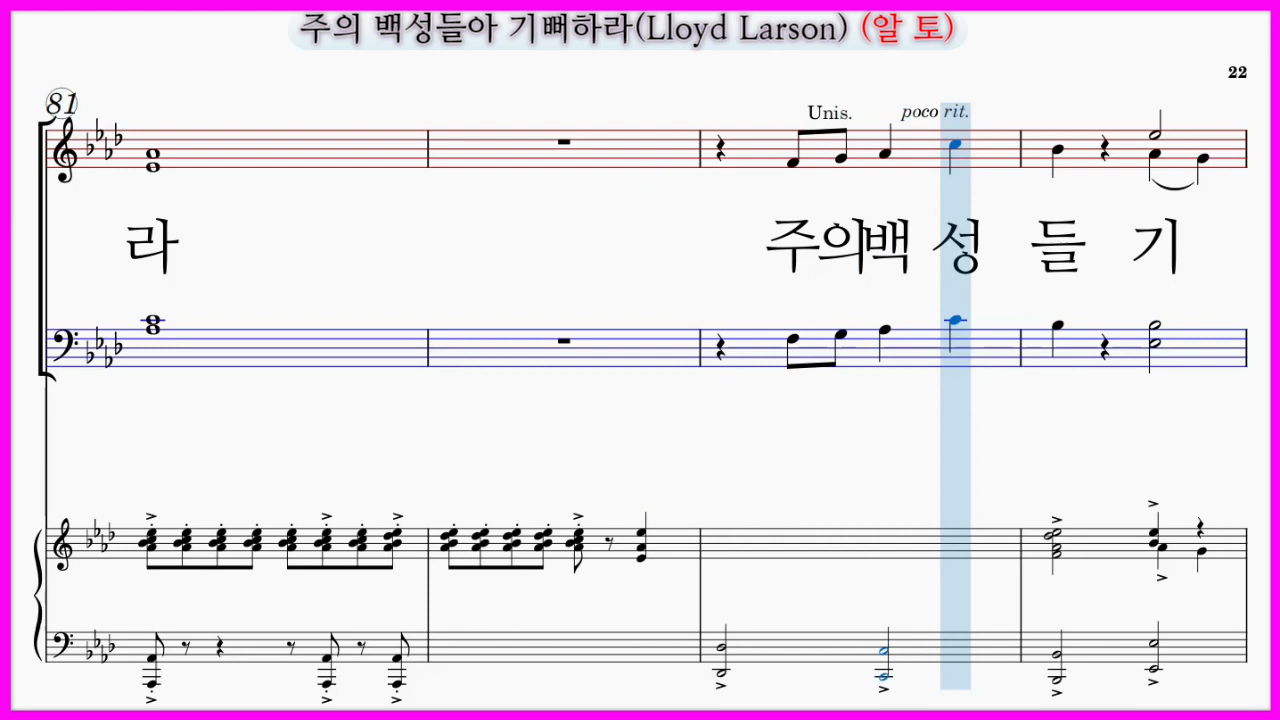 주의 백성들아 기뻐하라(Lloyd Larson) (알 토)
22
81
Unis. poco rit.
라 주의백 성 들 기